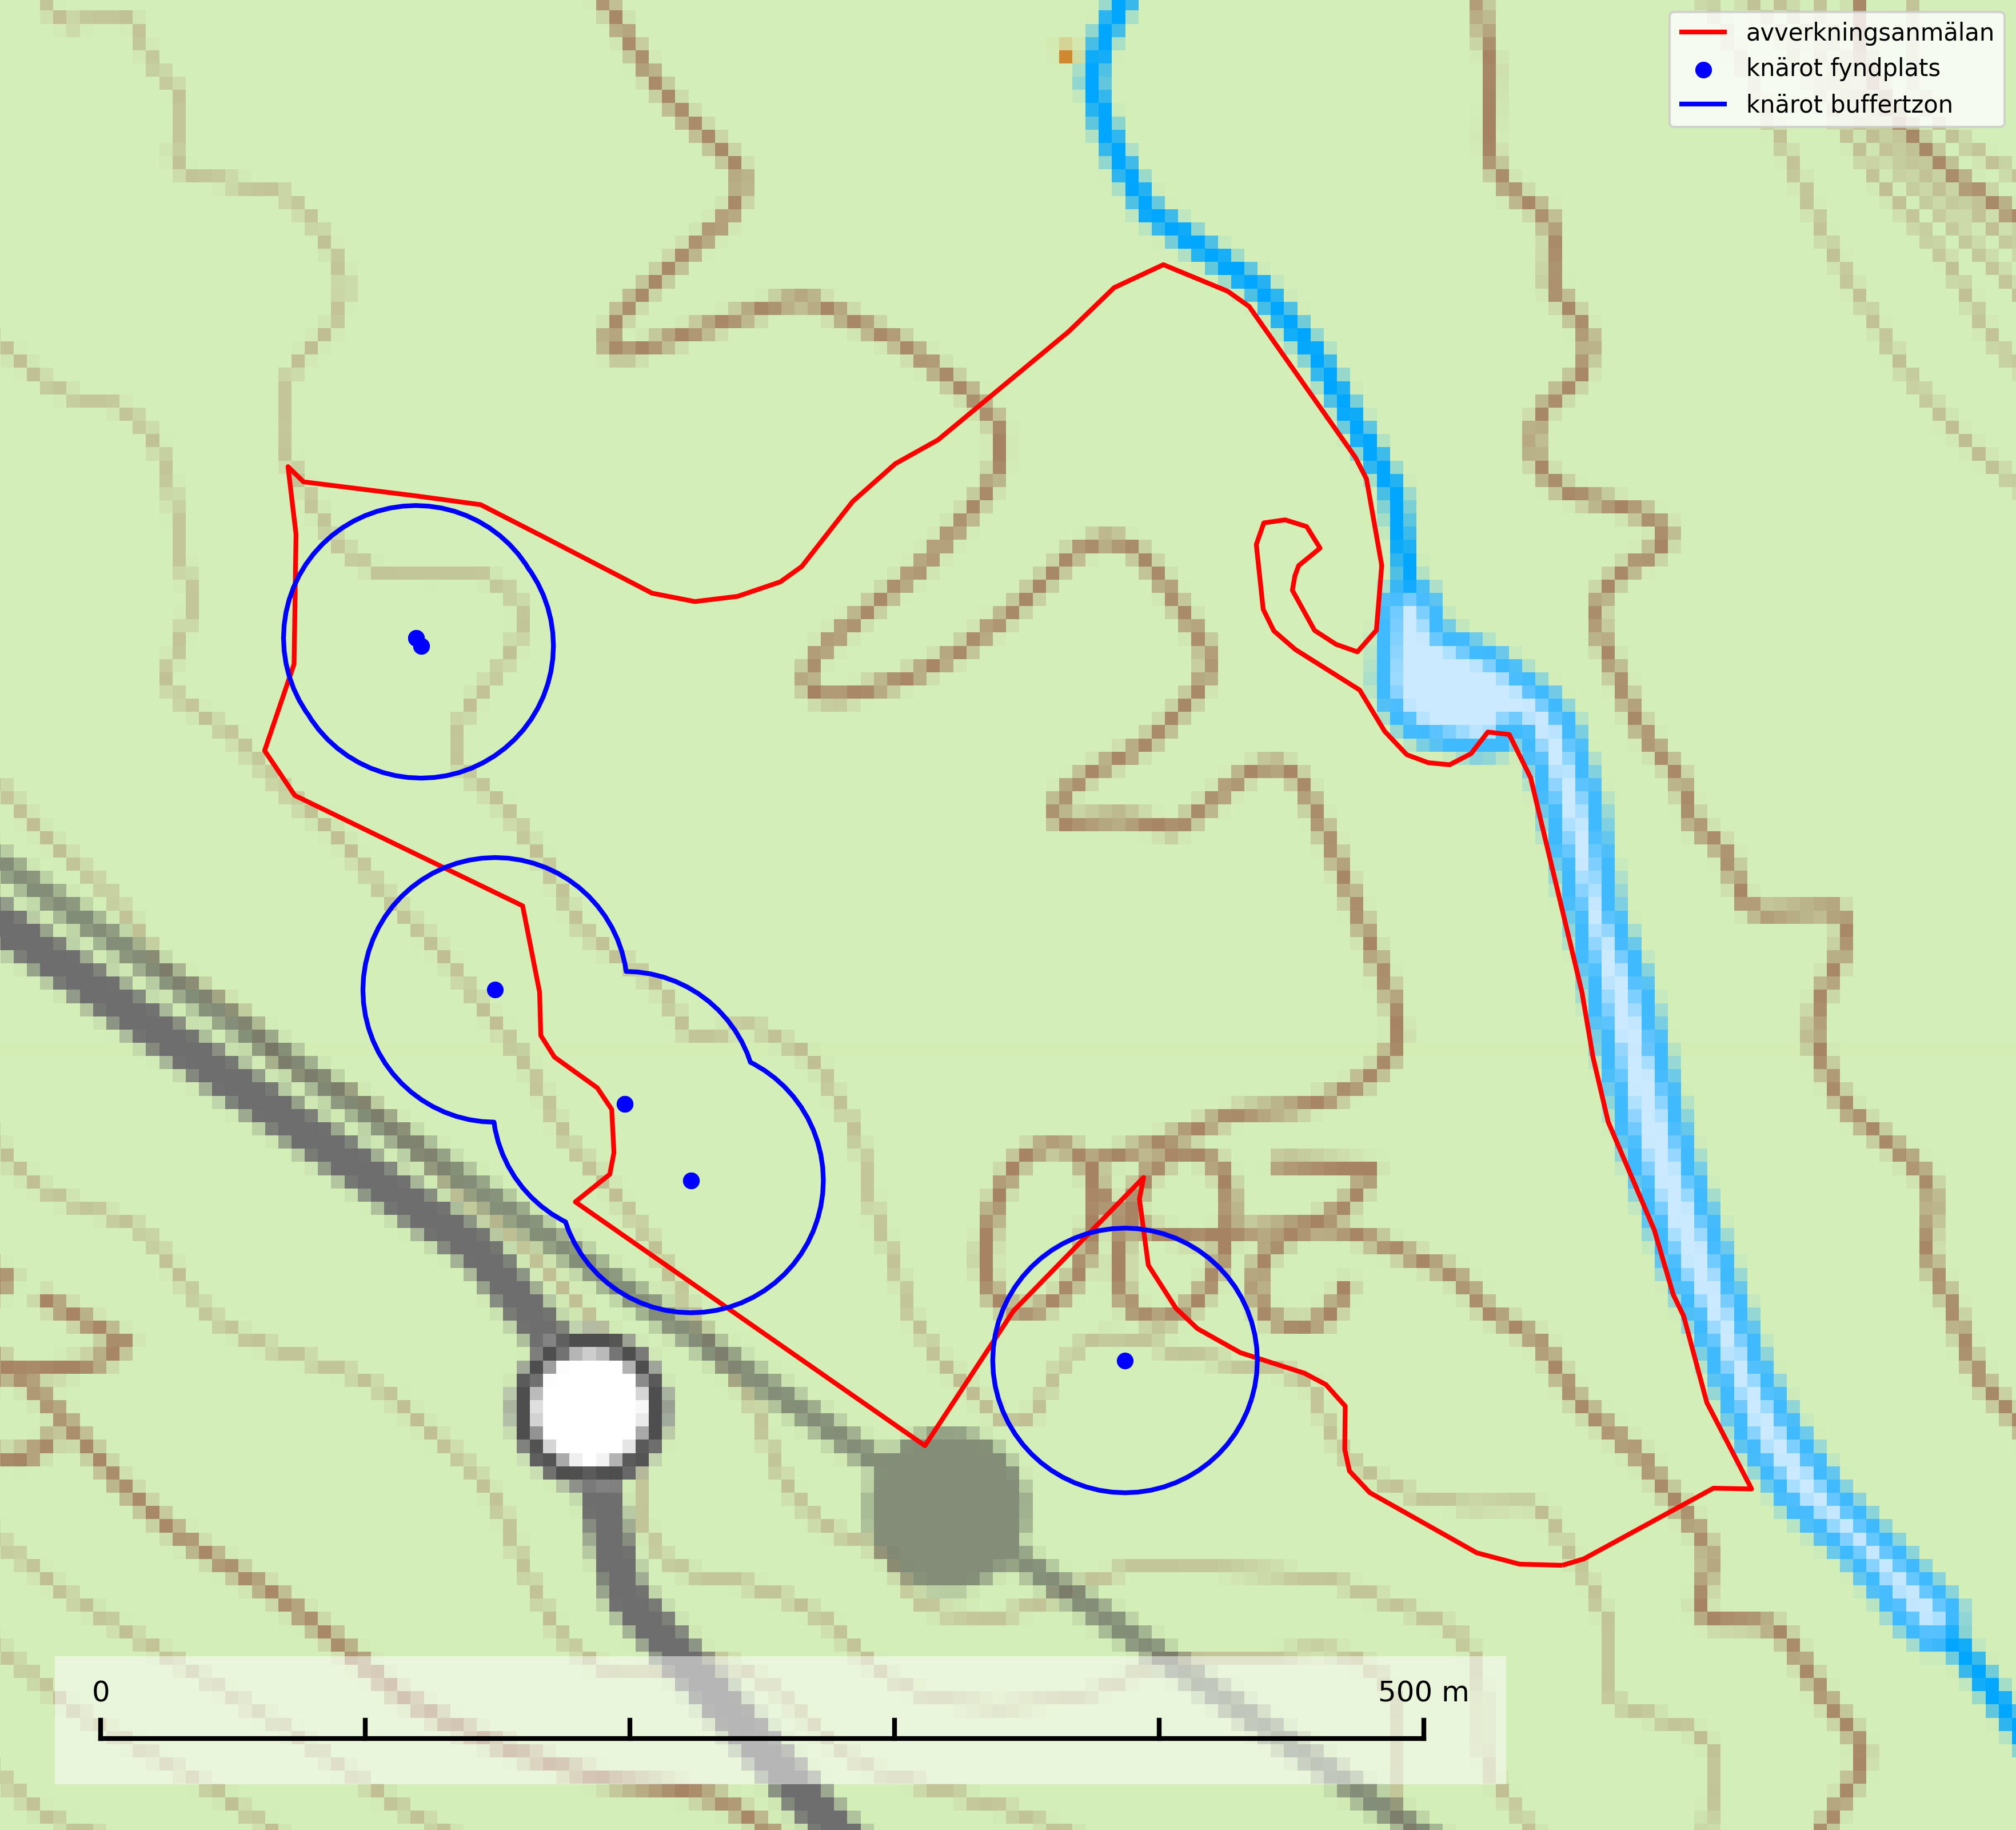 avverkningsanmälan
knärot fyndplats
knärot buffertzon
0
500 m